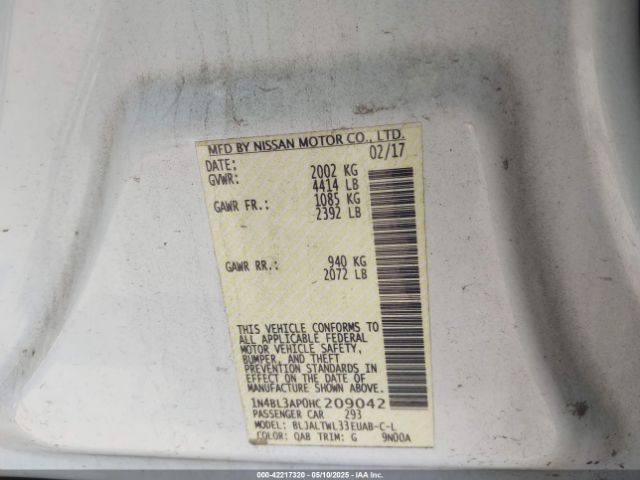 MFD BY NISSAN MOTOR CO., LTD.
DATE: 02/17
GVWR: 2002 KG
4414 LB
GAWR FR.: 1085 KG
2392 LB
GAWR RR.: 940 KG
2072 LB
THIS VEHICLE CONFORMS TO
ALL APPLICABLE FEDERAL
MOTOR VEHICLE SAFETY,
BUMPER, AND THEFT
PREVENTION STANDARDS IN
EFFECT ON THE DATE OF
MANUFACTURE SHOWN ABOVE.
1N4BL3AP0HC209042
PASSENGER CAR 293
MODEL: BLJALTWL33EUAB-C-L
COLOR: QAB TRIM: G 9N00A
000-42217320 - 05/10/2025 - IAAI COPYRIGHT